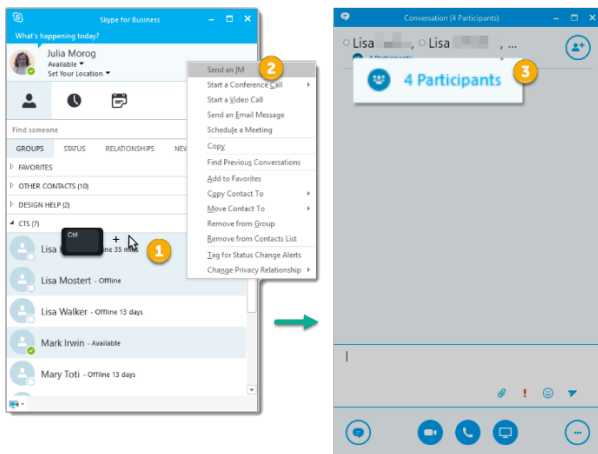 Skype for Business
What's happening today?
Julia Morog
Available
Set Your Location
Find someone
GROUPS STATUS RELATIONSHIPS NEW
FAVORITES
OTHER CONTACTS (10)
DESIGN HELP (2)
CTS (7)
Lisa
Ctrl
+
1
Lisa Mostert - Offline
Lisa Walker - Offline 13 days
Mark Irwin - Available
Mary Toti - Offline 13 days
Send an IM
2
Start a Conference Call
Start a Video Call
Send an Email Message
Schedule a Meeting
Copy
Find Previous Conversations
Add to Favorites
Copy Contact To
Move Contact To
Remove from Group
Remove from Contacts List
Tag for Status Change Alerts
Change Privacy Relationship
Conversation (4 Participants)
Lisa , Lisa , ...
4 Participants
3
!